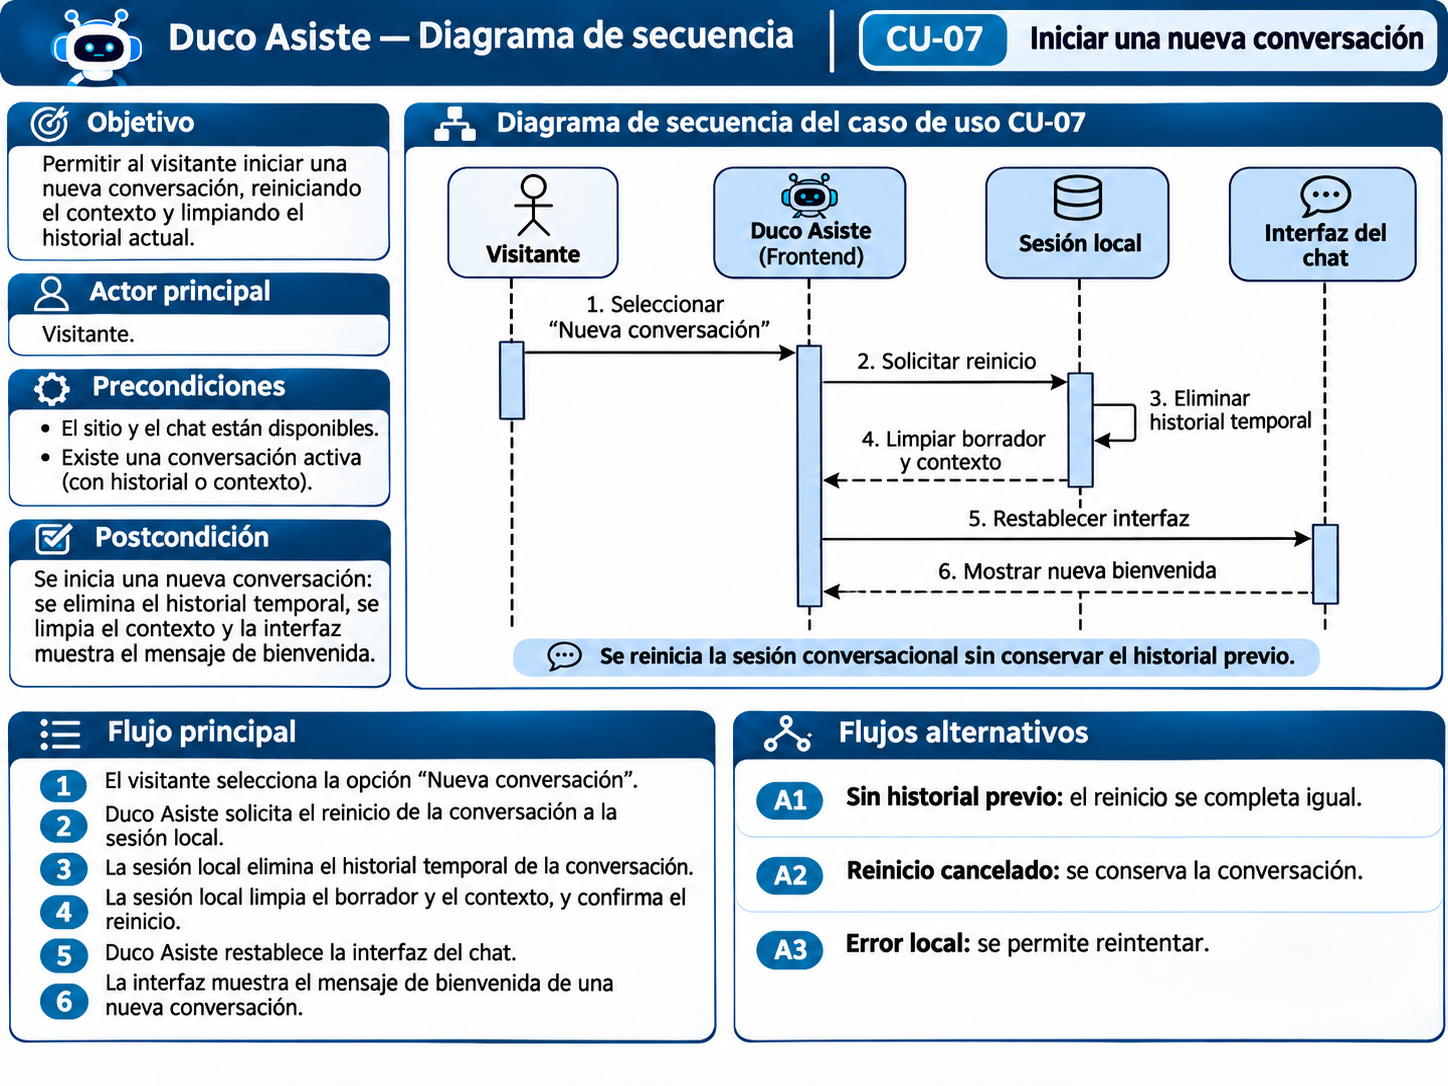 Duco Asiste — Diagrama de secuencia
CU-07
Iniciar una nueva conversación
Objetivo
Permitir al visitante iniciar una
nueva conversación, reiniciando
el contexto y limpiando el
historial actual.
Actor principal
Visitante.
Precondiciones
• El sitio y el chat están disponibles.
• Existe una conversación activa
(con historial o contexto).
Postcondición
Se inicia una nueva conversación:
se elimina el historial temporal, se
limpia el contexto y la interfaz
muestra el mensaje de bienvenida.
Diagrama de secuencia del caso de uso CU-07
Visitante
Duco Asiste
(Frontend)
Sesión local
Interfaz del
chat
1. Seleccionar
“Nueva conversación”
2. Solicitar reinicio
3. Eliminar
historial temporal
4. Limpiar borrador
y contexto
5. Restablecer interfaz
6. Mostrar nueva bienvenida
Se reinicia la sesión conversacional sin conservar el historial previo.
Flujo principal
1 El visitante selecciona la opción “Nueva conversación”.
2 Duco Asiste solicita el reinicio de la conversación a la
sesión local.
3 La sesión local elimina el historial temporal de la conversación.
4 La sesión local limpia el borrador y el contexto, y confirma el
reinicio.
5 Duco Asiste restablece la interfaz del chat.
6 La interfaz muestra el mensaje de bienvenida de una
nueva conversación.
Flujos alternativos
A1 Sin historial previo: el reinicio se completa igual.
A2 Reinicio cancelado: se conserva la conversación.
A3 Error local: se permite reintentar.